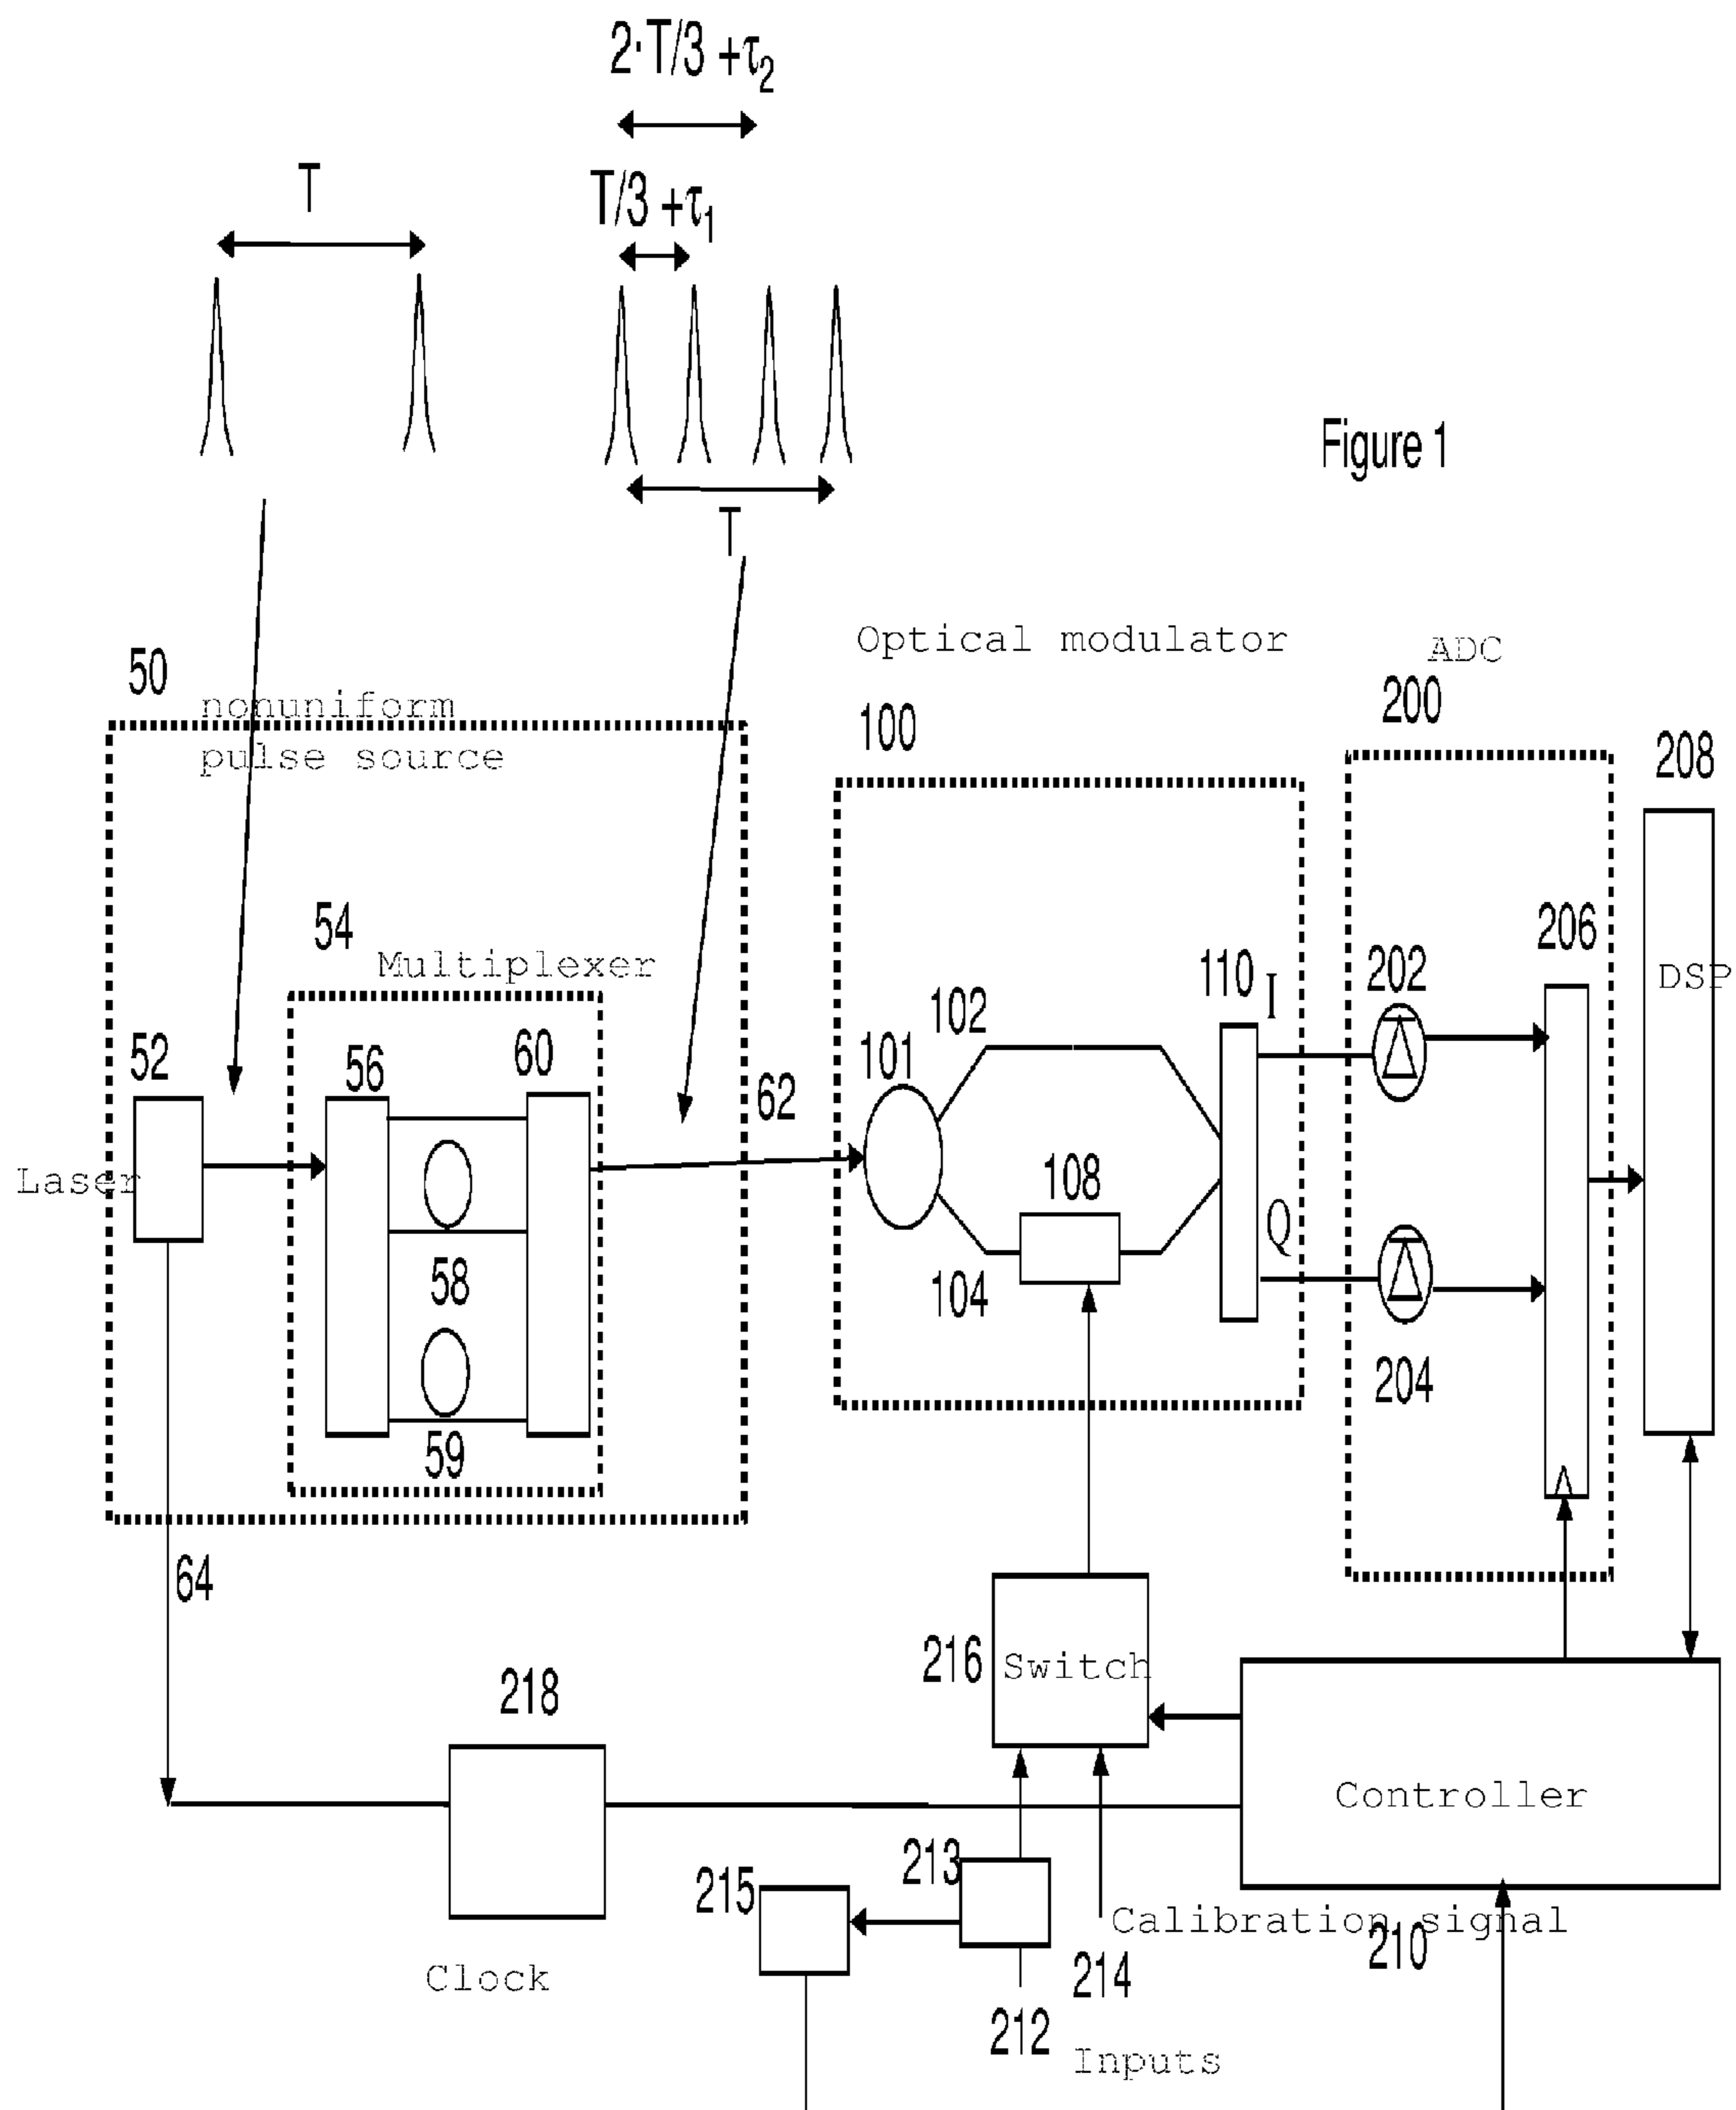 2·T/3 +τ2
T
T/3 +τ1
Figure 1
T
Optical modulator
ADC
50
nonuniform
pulse source
100
200
208
54
Multiplexer
206
DSP
52
56
60
62
101
102
110
I
202
Laser
108
58
Q
104
204
59
64
216
Switch
218
Controller
213
215
Calibration signal
210
Clock
214
212
Inputs